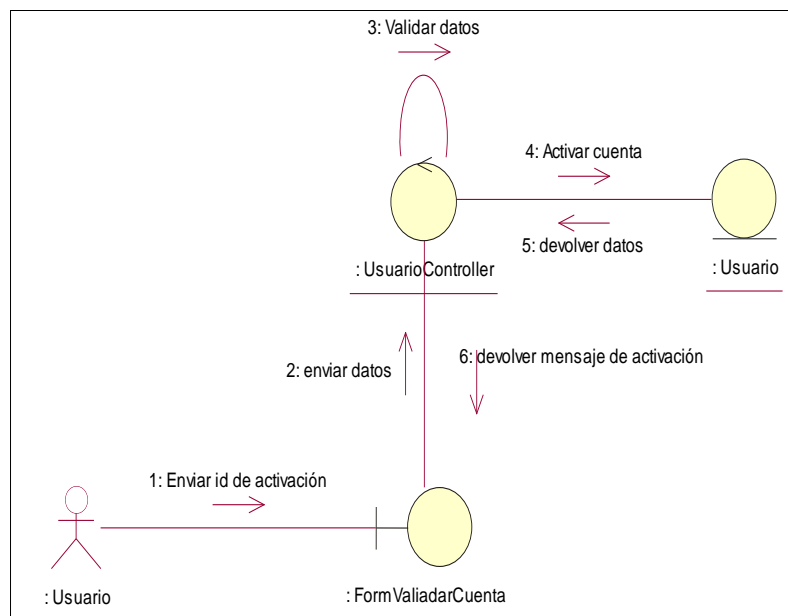 3: Validar datos
4: Activar cuenta
5: devolver datos
: UsuarioController
: Usuario
6: devolver mensaje de activación
2: enviar datos
1: Enviar id de activación
: Usuario
: FormValiadarCuenta